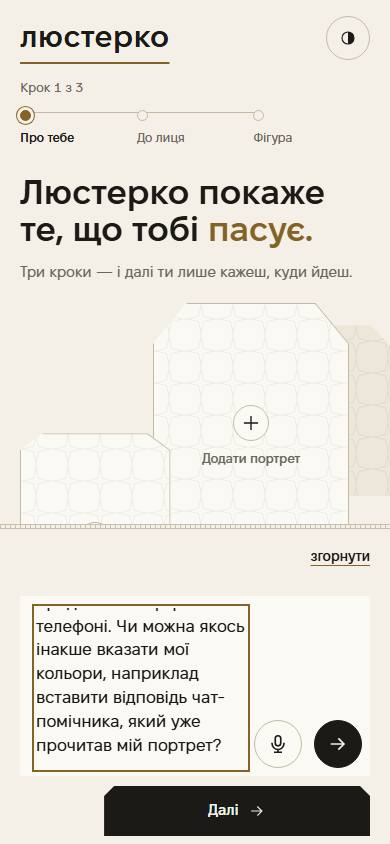 люстерко
Крок 1 з 3
Про тебе
До лиця
Фігура
Люстерко покаже
те, що тобі пасує.
Три кроки — і далі ти лише кажеш, куди йдеш.
Додати портрет
згорнути
телефоні. Чи можна якось
інакше вказати мої
кольори, наприклад
вставити відповідь чат-
помічника, який уже
прочитав мій портрет?
Далі